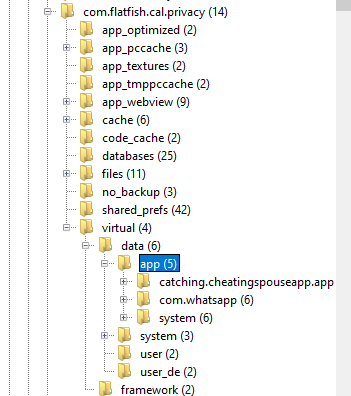 com.flatfish.cal.privacy (14)
app_optimized (2)
app_pccache (3)
app_textures (2)
app_tmppccache (2)
app_webview (9)
cache (6)
code_cache (2)
databases (25)
files (11)
no_backup (3)
shared_prefs (42)
virtual (4)
data (6)
app (5)
catching.cheatingspouseapp.app
com.whatsapp (6)
system (6)
system (3)
user (2)
user_de (2)
framework (2)